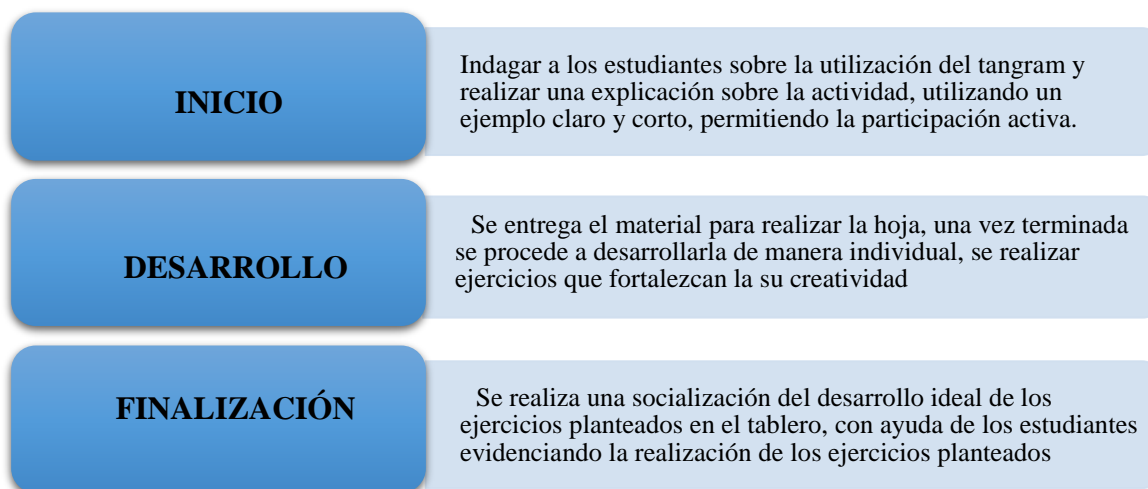 INICIO
Indagar a los estudiantes sobre la utilización del tangram y
realizar una explicación sobre la actividad, utilizando un
ejemplo claro y corto, permitiendo la participación activa.
DESARROLLO
Se entrega el material para realizar la hoja, una vez terminada
se procede a desarrollarla de manera individual, se realizar
ejercicios que fortalezcan la su creatividad
FINALIZACIÓN
Se realiza una socialización del desarrollo ideal de los
ejercicios planteados en el tablero, con ayuda de los estudiantes
evidenciando la realización de los ejercicios planteados